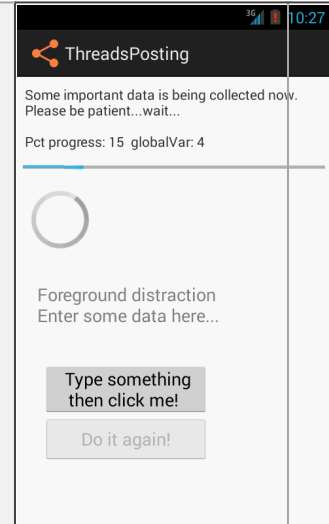 3G 10:27
ThreadsPosting
Some important data is being collected now.
Please be patient...wait...
Pct progress: 15 globalVar: 4
Foreground distraction
Enter some data here...
Type something
then click me!
Do it again!